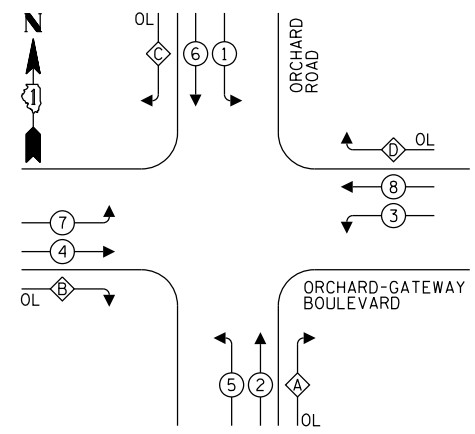 N
1
OL
C
6
1
ORCHARD
ROAD
D
OL
8
3
7
4
B
OL
ORCHARD-GATEWAY
BOULEVARD
5
2
A
OL